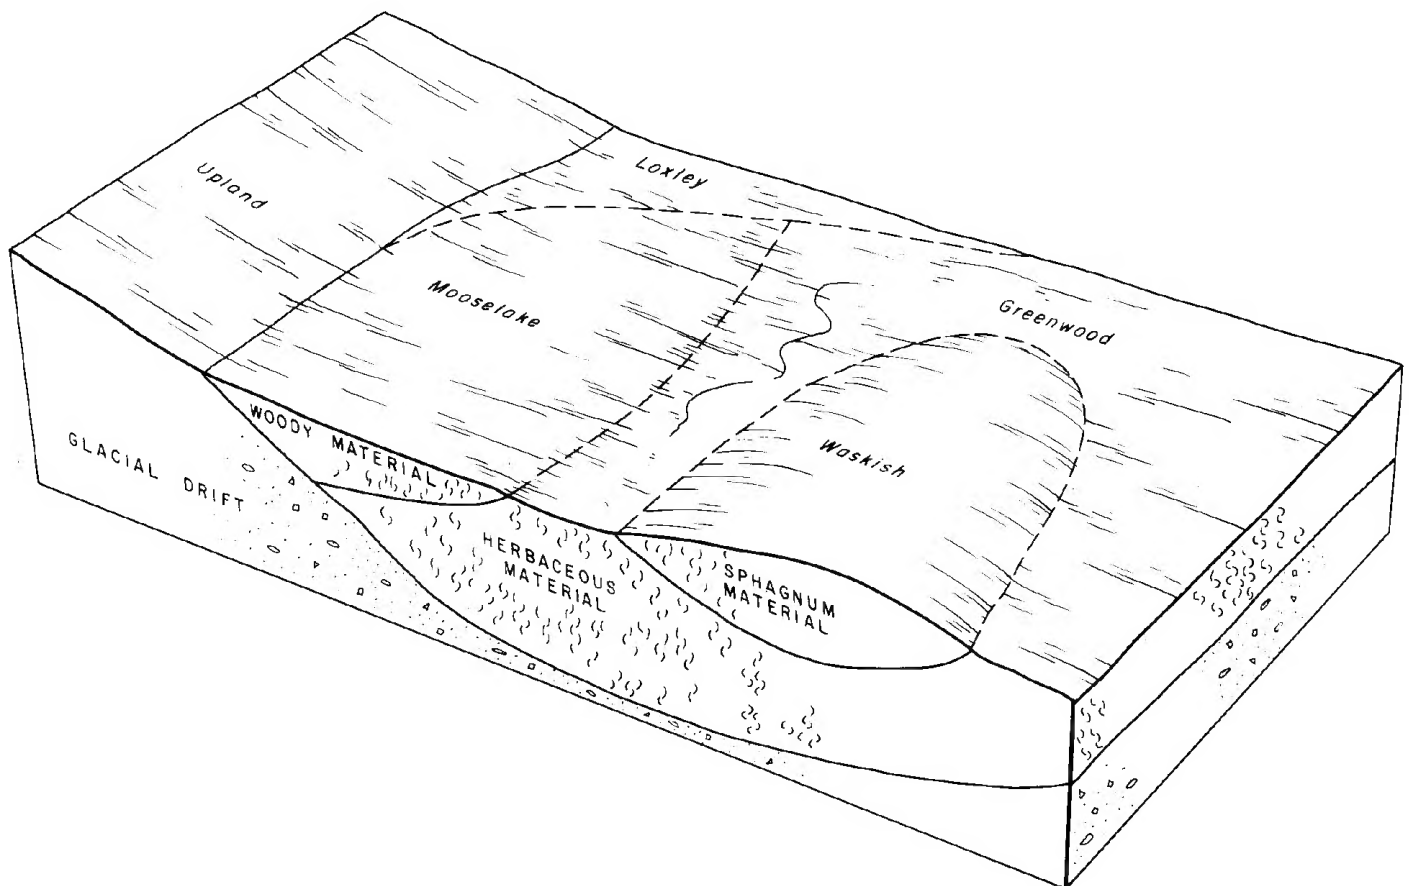 Loxley
Upland
Mooselake
Greenwood
Waskish
WOODY MATERIAL
GLACIAL DRIFT
HERBACEOUS
MATERIAL
SPHAGNUM
MATERIAL